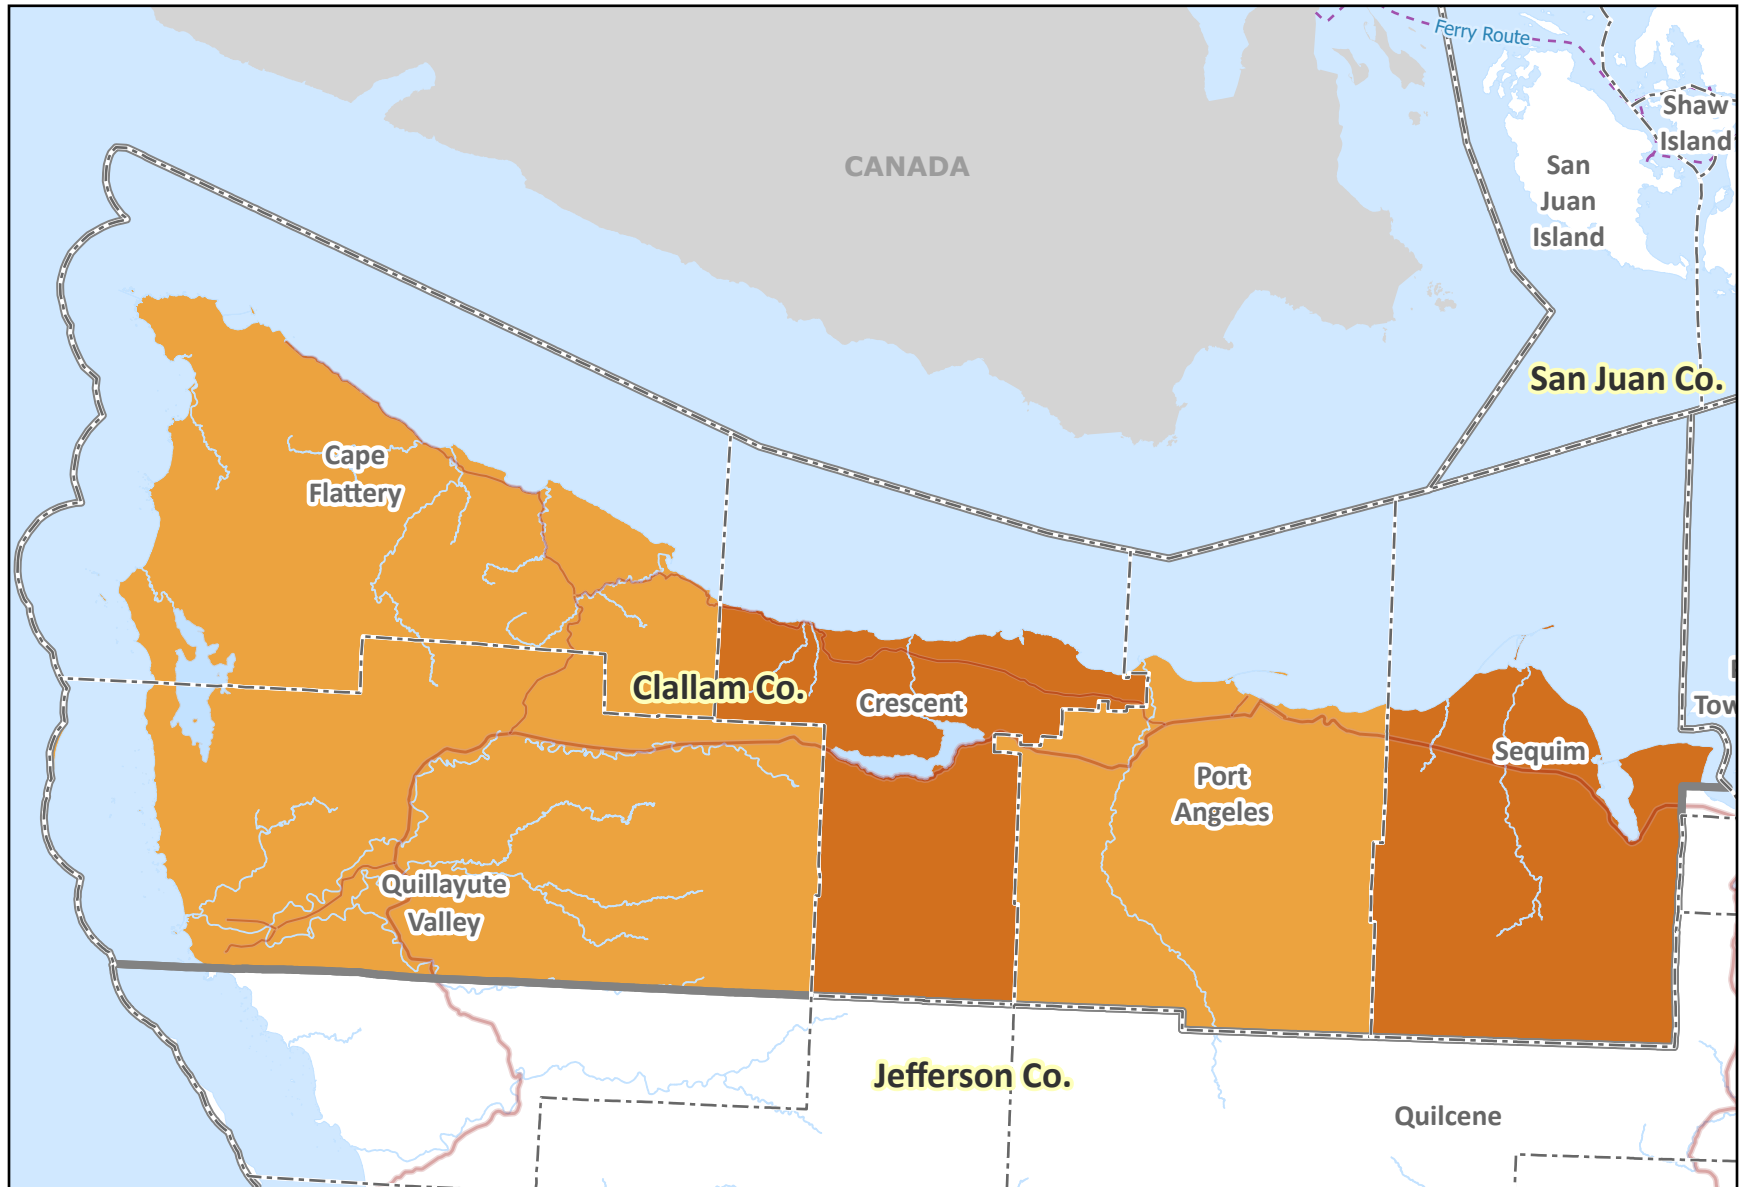 Ferry Route
Shaw
Island
CANADA
San
Juan
Island
San Juan Co.
Cape
Flattery
Clallam Co.
Crescent
Sequim
Port
Angeles
Quillayute
Valley
Jefferson Co.
Quilcene